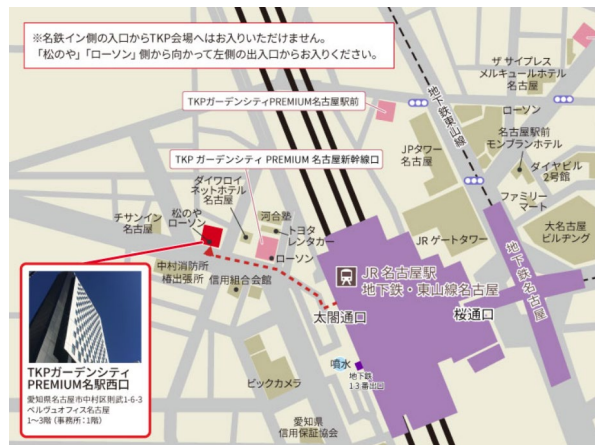 ※名鉄イン側の入口からTKP会場へはお入りいただけません。
「松のや」「ローソン」側から向かって左側の出入口からお入りください。
ザ サイプレス
メルキュールホテル
名古屋
地下鉄東山線
TKPガーデンシティPREMIUM名古屋駅前
ローソン
名古屋駅前
モンブランホテル
JPタワー
名古屋
TKP ガーデンシティ PREMIUM 名古屋新幹線口
ダイヤビル
2号館
ダイワロイ
ネットホテル
名古屋
ファミリー
マート
チサンイン
名古屋
松のや
ローソン
河合塾
トヨタ
レンタカー
大名古屋
ビルヂング
JRゲートタワー
ローソン
地下鉄名古屋
中村消防所
椿出張所
信用組合会館
JR 名古屋駅
地下鉄・東山線名古屋
太閤通口
桜通口
噴水
地下鉄
13番出口
ビックカメラ
愛知県
信用保証協会
TKPガーデンシティ
PREMIUM名駅西口
愛知県名古屋市中村区則武1-6-3
ベルヴュオフィス名古屋
1〜3階 (事務所：1階)